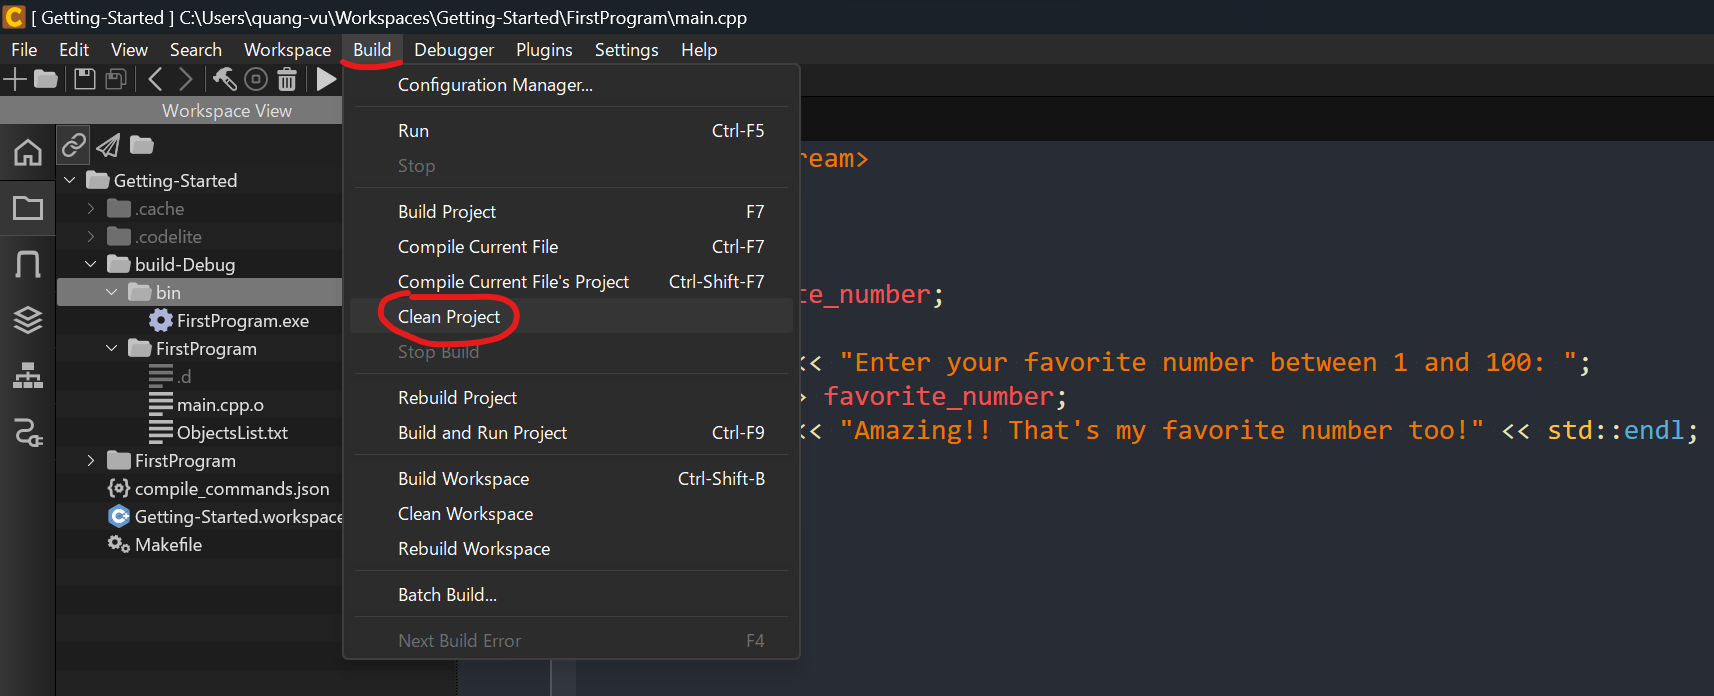 [ Getting-Started ] C:\Users\quang-vu\Workspaces\Getting-Started\FirstProgram\main.cpp
File Edit View Search Workspace Build Debugger Plugins Settings Help
Workspace View
Getting-Started
.cache
.codelite
build-Debug
bin
FirstProgram.exe
FirstProgram
.d
main.cpp.o
ObjectsList.txt
FirstProgram
compile_commands.json
Getting-Started.workspace
Makefile
Configuration Manager...
Run Ctrl-F5
Stop
Build Project F7
Compile Current File Ctrl-F7
Compile Current File's Project Ctrl-Shift-F7
Clean Project
Stop Build
Rebuild Project
Build and Run Project Ctrl-F9
Build Workspace Ctrl-Shift-B
Clean Workspace
Rebuild Workspace
Batch Build...
Next Build Error F4
ream>
te_number;
<< "Enter your favorite number between 1 and 100: ";
> favorite_number;
<< "Amazing!! That's my favorite number too!" << std::endl;